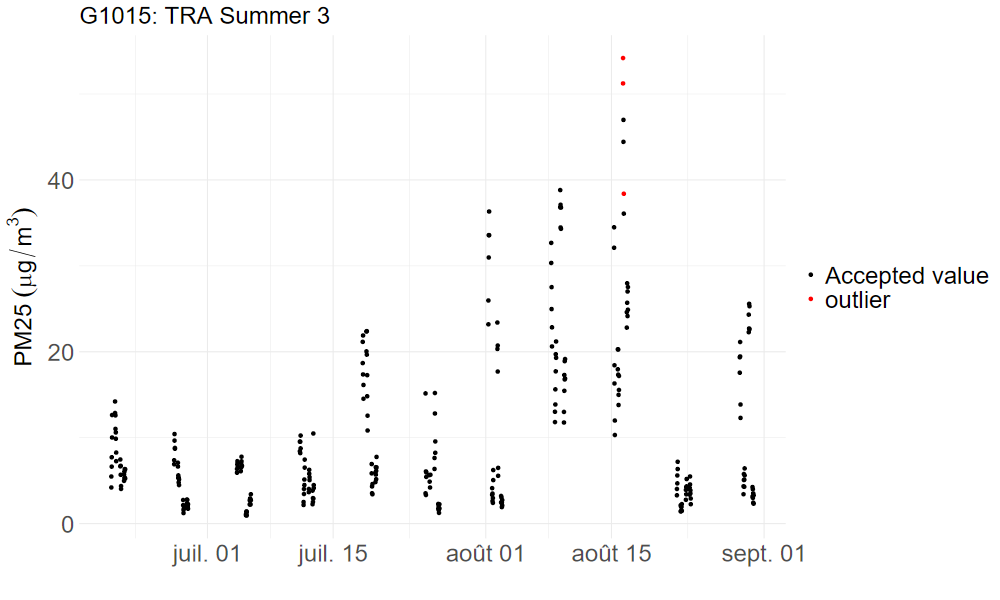 G1015: TRA Summer 3
PM25 (μg/m³)
40
20
0
juil. 01
juil. 15
août 01
août 15
sept. 01
Accepted value
outlier